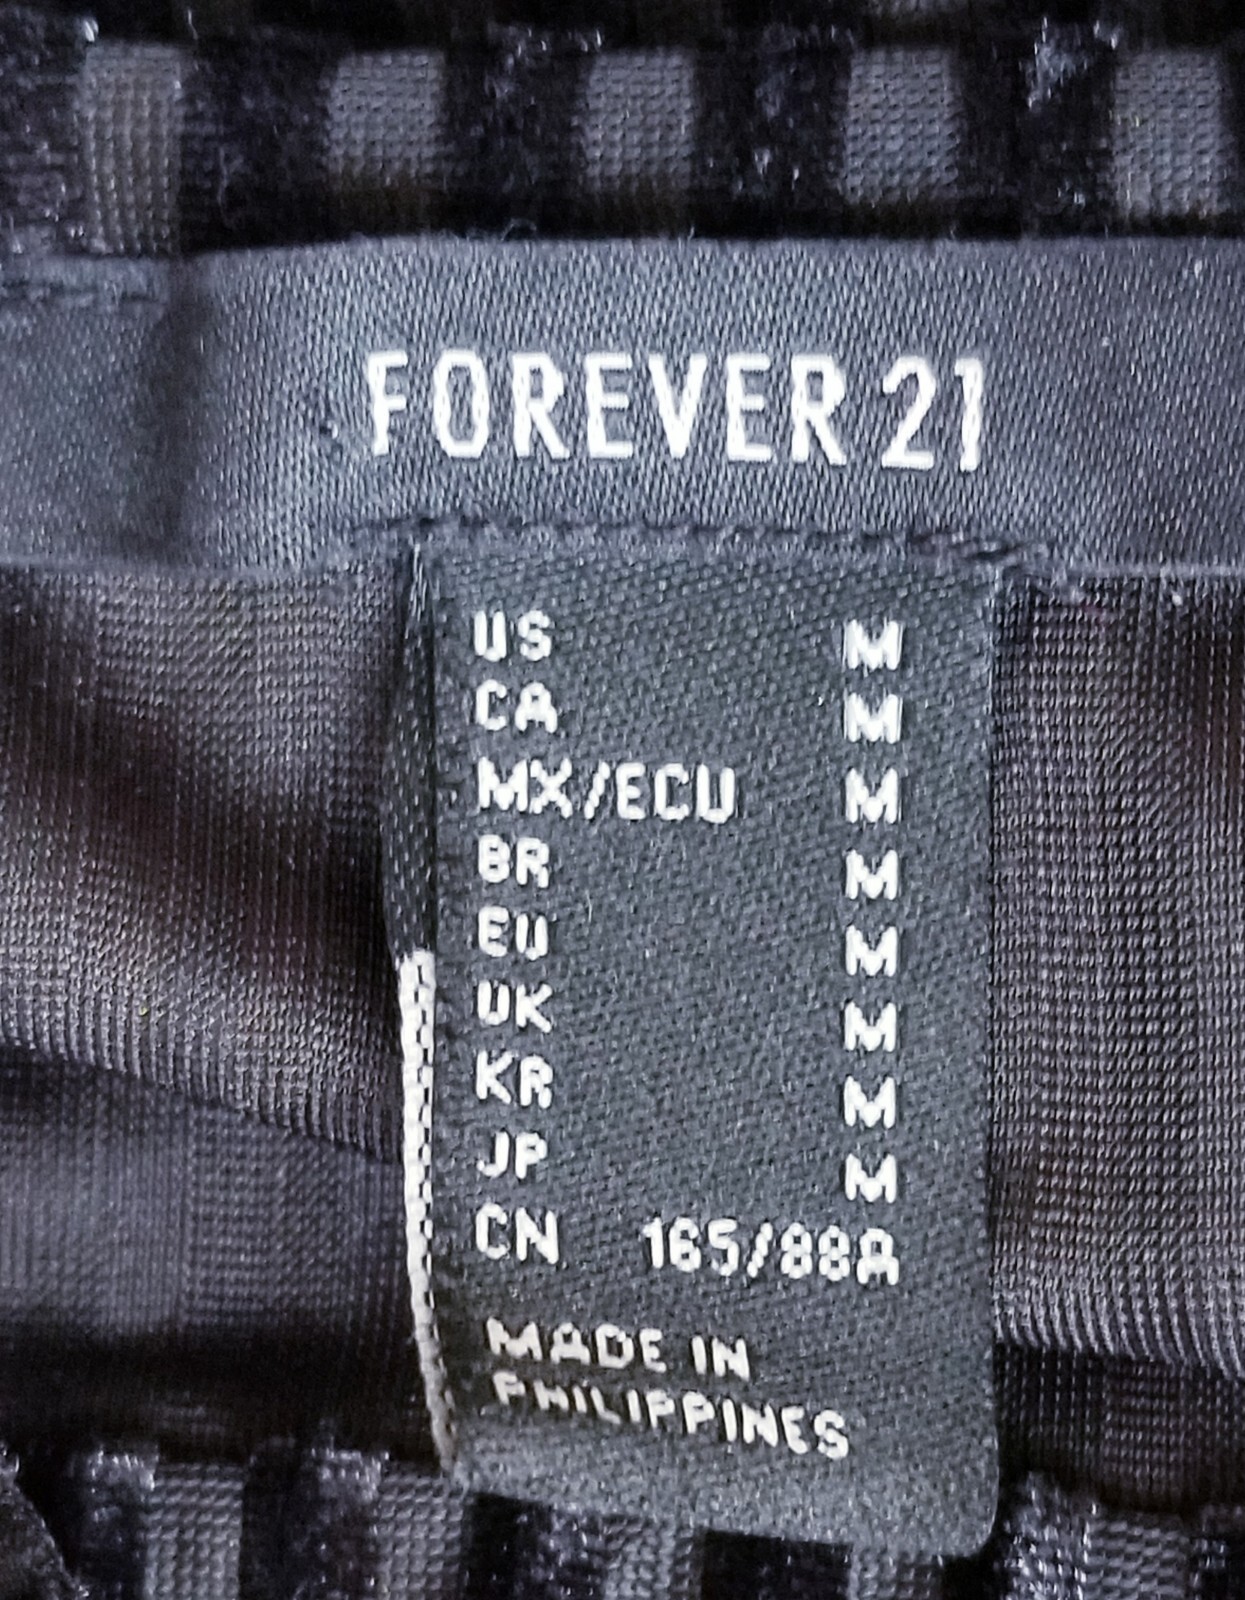 FOREVER 21
US M
CA M
MX/ECU M
BR M
EU M
UK M
KR M
JP M
CN 165/88A
MADE IN
PHILIPPINES